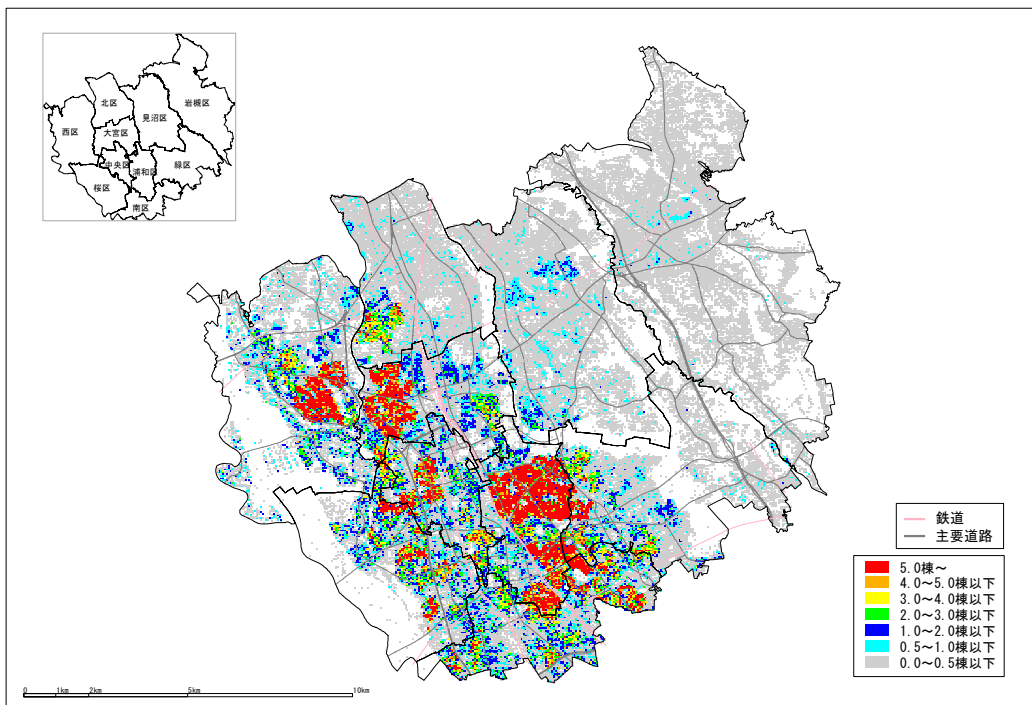 岩槻区
北区
見沼区
西区
大宮区
中央区
緑区
浦和区
桜区
南区
鉄道
主要道路
5.0棟～
4.0～5.0棟以下
3.0～4.0棟以下
2.0～3.0棟以下
1.0～2.0棟以下
0.5～1.0棟以下
0.0～0.5棟以下
0 1km 2km 5km 10km